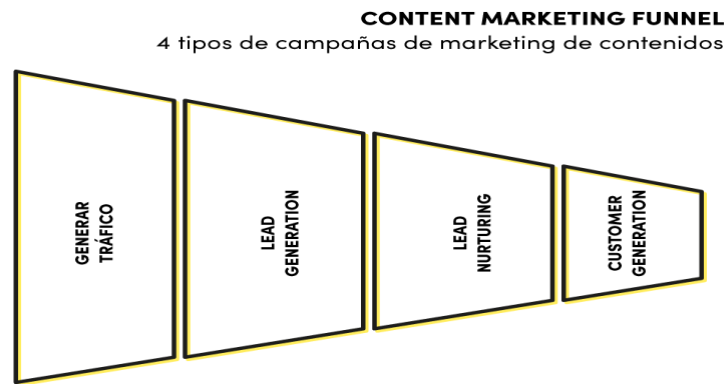 CONTENT MARKETING FUNNEL
4 tipos de campañas de marketing de contenidos
GENERAR
TRÁFICO
LEAD
GENERATION
LEAD
NURTURING
CUSTOMER
GENERATION